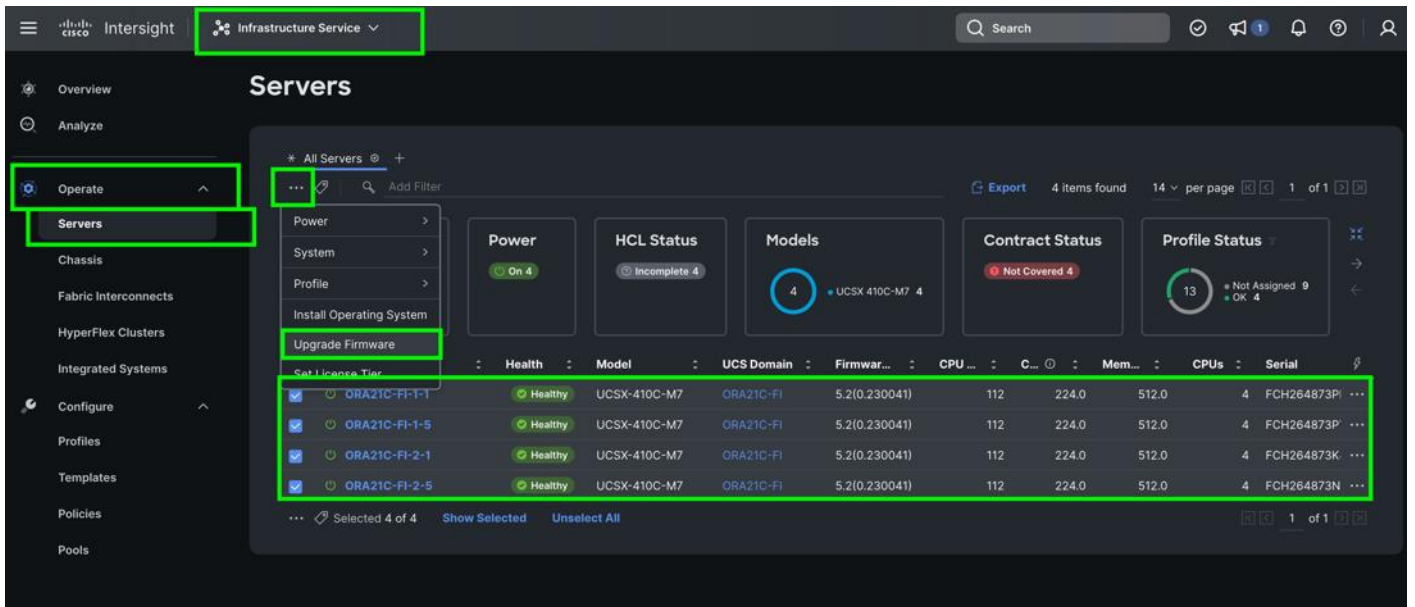 cisco Intersight Infrastructure Service Search 1
Overview
Analyze
Operate
Servers
Chassis
Fabric Interconnects
HyperFlex Clusters
Integrated Systems
Configure
Profiles
Templates
Policies
Pools
Servers
All Servers +
... Add Filter Export 4 items found 14 per page 1 of 1
Power
System
Profile
Install Operating System
Upgrade Firmware
Set License Tier
Power
On 4
HCL Status
Incomplete 4
Models
4 UCSX 410C-M7 4
Contract Status
Not Covered 4
Profile Status
13 Not Assigned 9
OK 4
Health Model UCS Domain Firmwar... CPU ... C... Mem... CPUs Serial
ORA21C-FI-1-1 Healthy UCSX-410C-M7 ORA21C-FI 5.2(0.230041) 112 224.0 512.0 4 FCH264873P ...
ORA21C-FI-1-5 Healthy UCSX-410C-M7 ORA21C-FI 5.2(0.230041) 112 224.0 512.0 4 FCH264873P ...
ORA21C-FI-2-1 Healthy UCSX-410C-M7 ORA21C-FI 5.2(0.230041) 112 224.0 512.0 4 FCH264873K ...
ORA21C-FI-2-5 Healthy UCSX-410C-M7 ORA21C-FI 5.2(0.230041) 112 224.0 512.0 4 FCH264873N ...
... Selected 4 of 4 Show Selected Unselect All 1 of 1